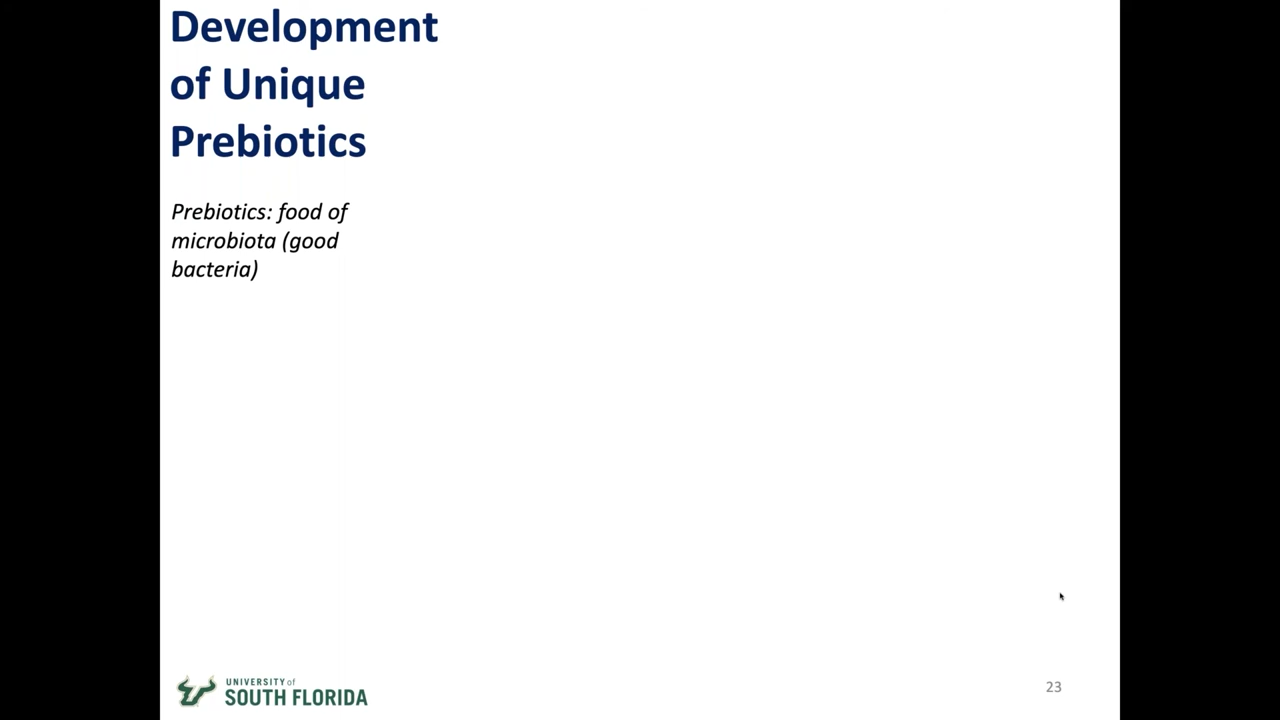 Development
of Unique
Prebiotics
Prebiotics: food of
microbiota (good
bacteria)
UNIVERSITY of
SOUTH FLORIDA
23